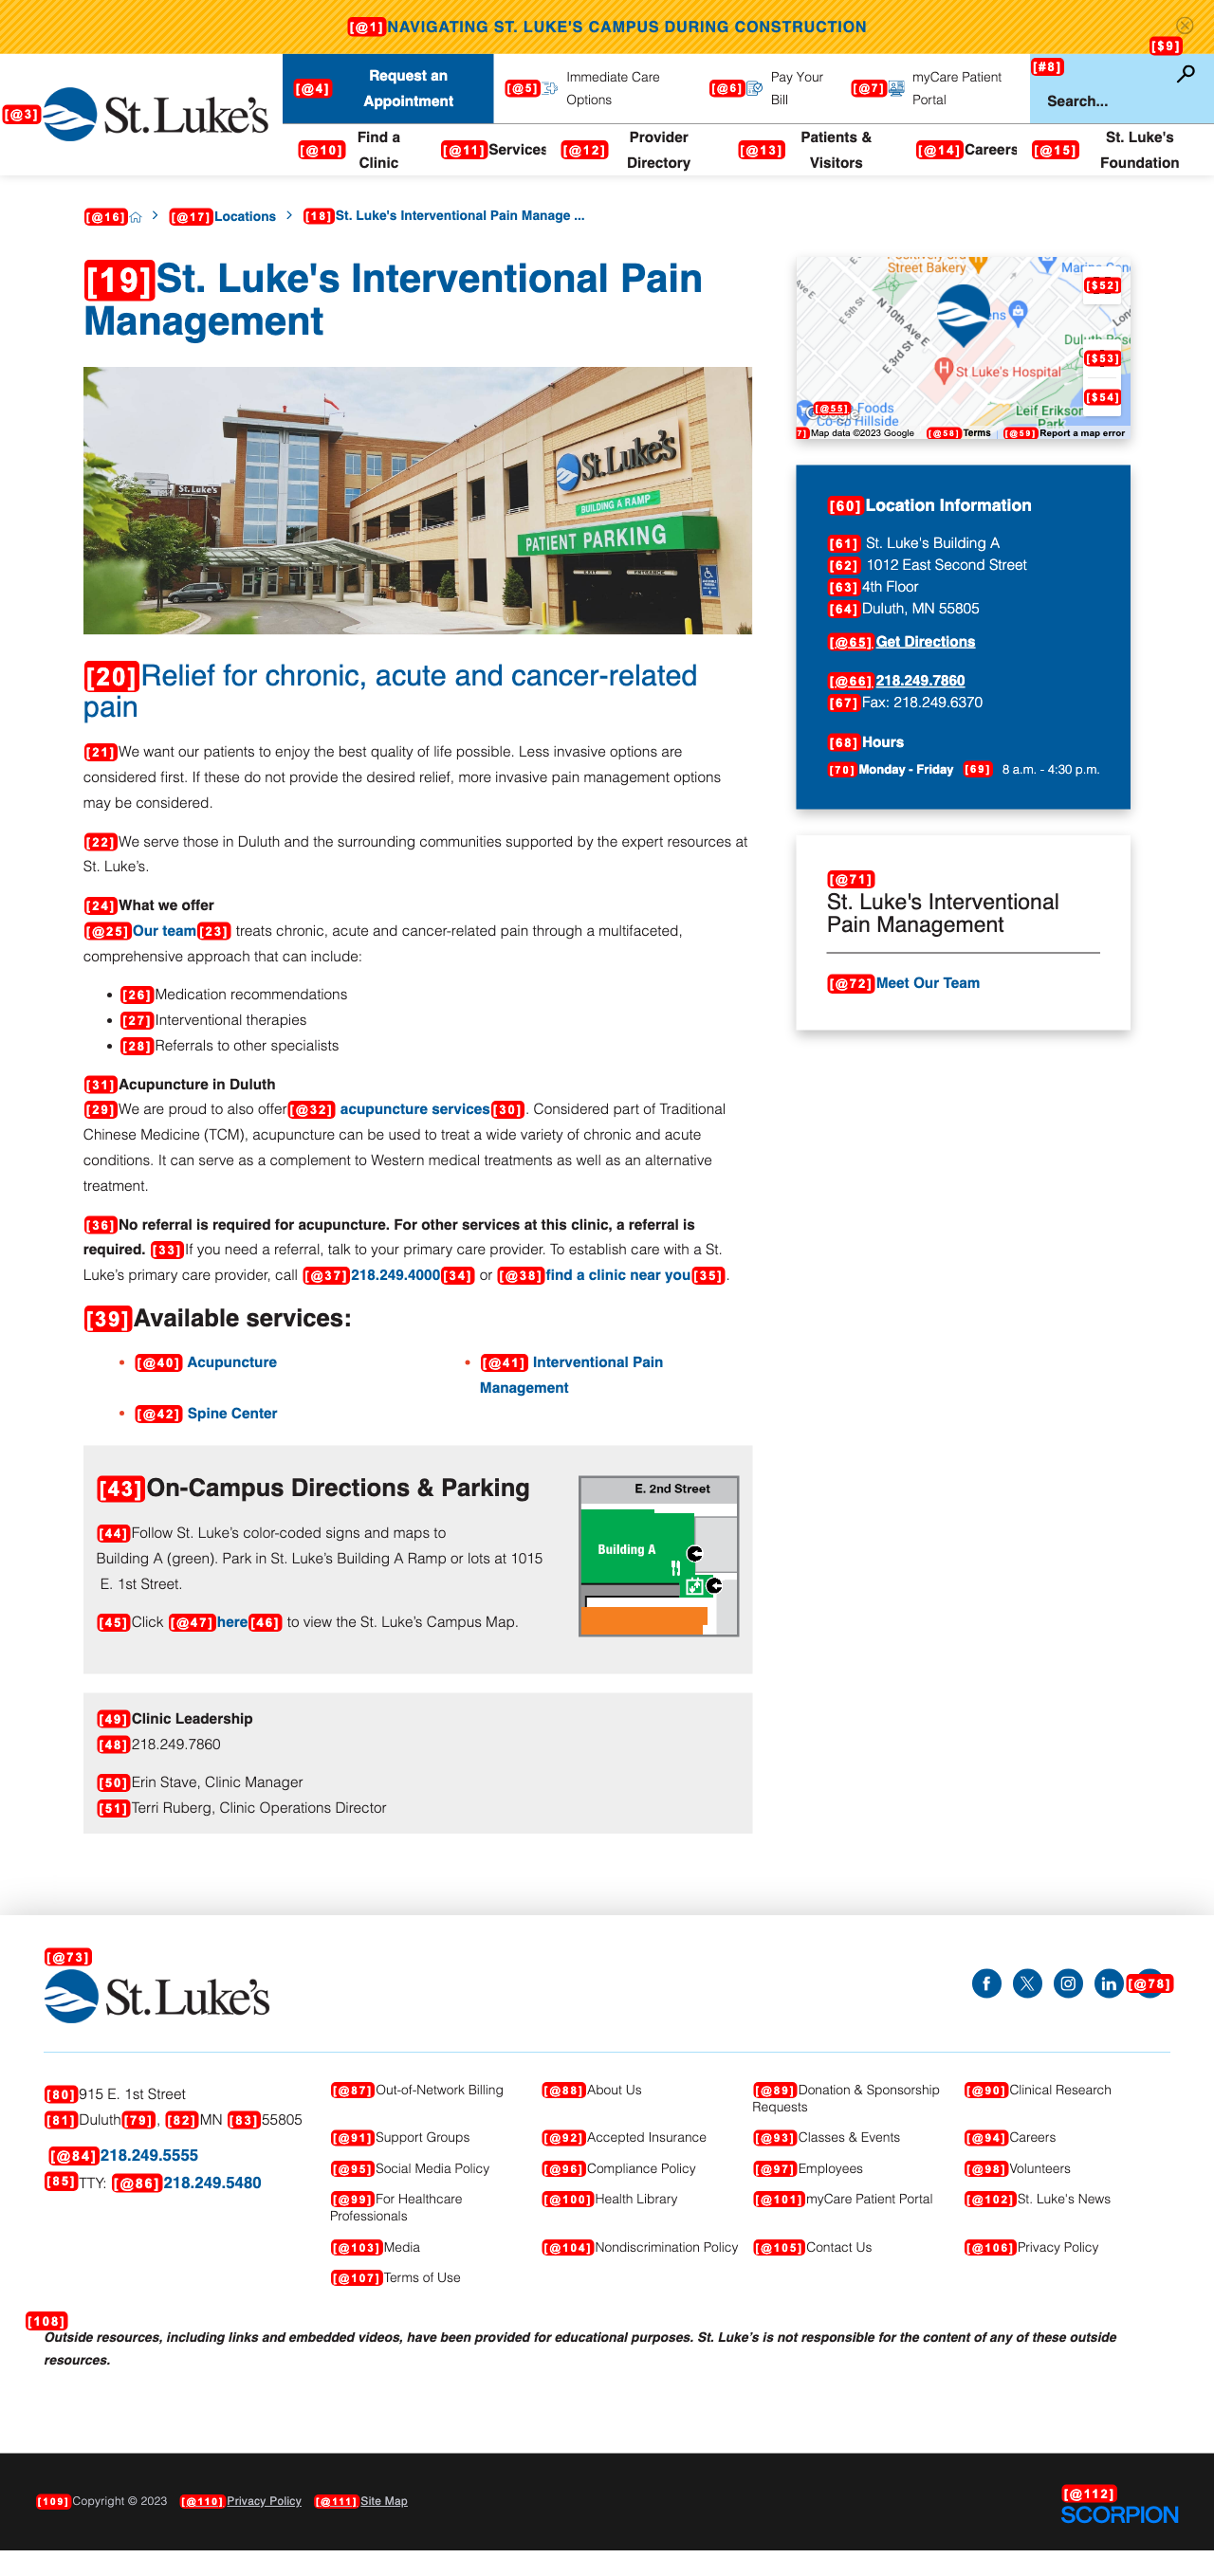 [@1]NAVIGATING ST. LUKE'S CAMPUS DURING CONSTRUCTION
[$9]
[@3] St. Luke's
[@4] Request an
Appointment
[@5] Immediate Care
Options
[@6] Pay Your
Bill
[@7] myCare Patient
Portal
[#8]
Search...
[@10] Find a
Clinic
[@11]Services
[@12] Provider
Directory
[@13] Patients &
Visitors
[@14]Careers
[@15] St. Luke's
Foundation
[@16]
[@17]Locations
[18]St. Luke's Interventional Pain Manage ...
[19]St. Luke's Interventional Pain
Management
St. Luke's
St. Luke's
BUILDING A RAMP
PATIENT PARKING
EXIT
ENTRANCE
[20]Relief for chronic, acute and cancer-related
pain
[21]We want our patients to enjoy the best quality of life possible. Less invasive options are
considered first. If these do not provide the desired relief, more invasive pain management options
may be considered.
[22]We serve those in Duluth and the surrounding communities supported by the expert resources at
St. Luke's.
[24]What we offer
[@25]Our team[23] treats chronic, acute and cancer-related pain through a multifaceted,
comprehensive approach that can include:
[26]Medication recommendations
[27]Interventional therapies
[28]Referrals to other specialists
[31]Acupuncture in Duluth
[29]We are proud to also offer[@32] acupuncture services[30]. Considered part of Traditional
Chinese Medicine (TCM), acupuncture can be used to treat a wide variety of chronic and acute
conditions. It can serve as a complement to Western medical treatments as well as an alternative
treatment.
[36]No referral is required for acupuncture. For other services at this clinic, a referral is
required. [33]If you need a referral, talk to your primary care provider. To establish care with a St.
Luke's primary care provider, call [@37]218.249.4000[34] or [@38]find a clinic near you[35].
[39]Available services:
[@40] Acupuncture
[@41] Interventional Pain
Management
[@42] Spine Center
[43]On-Campus Directions & Parking
[44]Follow St. Luke's color-coded signs and maps to
Building A (green). Park in St. Luke's Building A Ramp or lots at 1015
E. 1st Street.
[45]Click [@47]here[46] to view the St. Luke's Campus Map.
E. 2nd Street
Building A
[49]Clinic Leadership
[48]218.249.7860
[50]Erin Stave, Clinic Manager
[51]Terri Ruberg, Clinic Operations Director
Street Bakery
[$52]
Ave E
E 5th St
N 10th Ave E
E 3rd St
St Luke's Hospital
[$53]
[$54]
[@55] Foods
Co-op Hillside
Leif Erikson
Park
7] Map data ©2023 Google
[@58]Terms
[@59]Report a map error
[60]Location Information
[61] St. Luke's Building A
[62] 1012 East Second Street
[63]4th Floor
[64]Duluth, MN 55805
[@65]Get Directions
[@66]218.249.7860
[67]Fax: 218.249.6370
[68]Hours
[70]Monday - Friday [69] 8 a.m. - 4:30 p.m.
[@71]
St. Luke's Interventional
Pain Management
[@72]Meet Our Team
[@73]
St. Luke's
[@78]
[80]915 E. 1st Street
[81]Duluth[79], [82]MN [83]55805
[@84]218.249.5555
[85]TTY: [@86]218.249.5480
[@87]Out-of-Network Billing
[@88]About Us
[@89]Donation & Sponsorship
Requests
[@90]Clinical Research
[@91]Support Groups
[@92]Accepted Insurance
[@93]Classes & Events
[@94]Careers
[@95]Social Media Policy
[@96]Compliance Policy
[@97]Employees
[@98]Volunteers
[@99]For Healthcare
Professionals
[@100]Health Library
[@101]myCare Patient Portal
[@102]St. Luke's News
[@103]Media
[@104]Nondiscrimination Policy
[@105]Contact Us
[@106]Privacy Policy
[@107]Terms of Use
[108]
Outside resources, including links and embedded videos, have been provided for educational purposes. St. Luke's is not responsible for the content of any of these outside
resources.
[109]Copyright © 2023
[@110]Privacy Policy
[@111]Site Map
[@112]
SCORPION